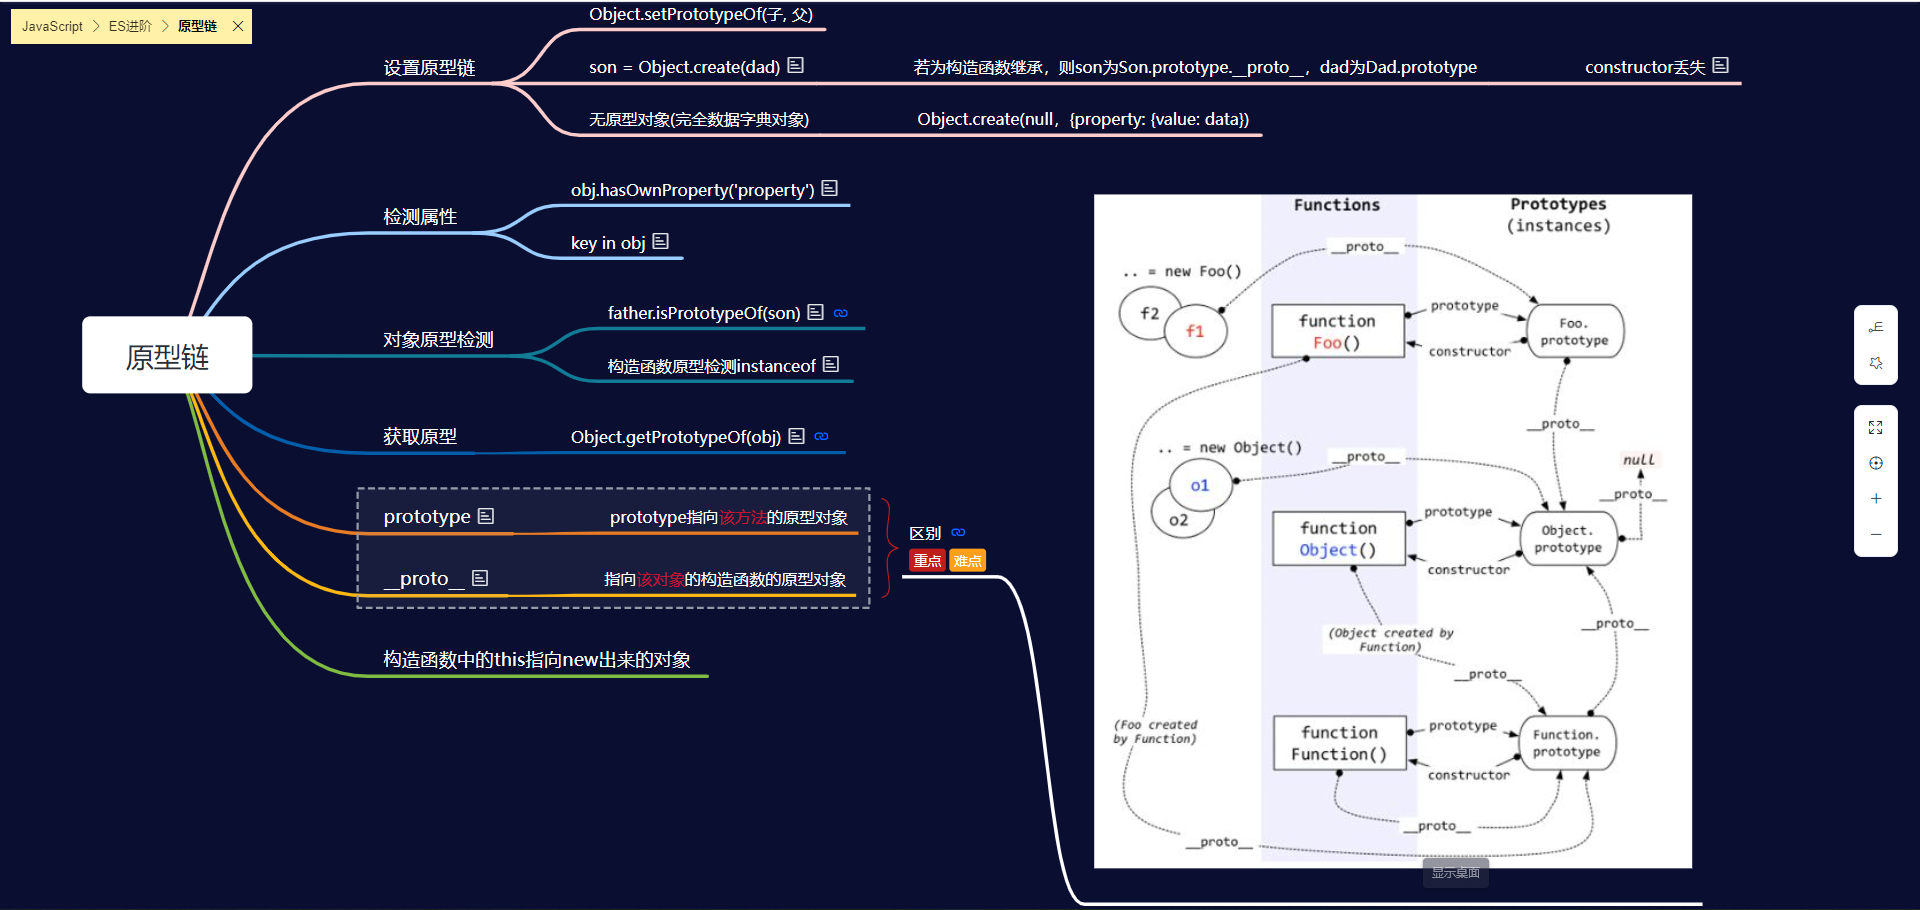 JavaScript > ES进阶 > 原型链 ×
原型链
设置原型链
Object.setPrototypeOf(子, 父)
son = Object.create(dad)
若为构造函数继承，则son为Son.prototype.__proto__，dad为Dad.prototype
constructor丢失
无原型对象(完全数据字典对象)
Object.create(null，{property: {value: data}})
检测属性
obj.hasOwnProperty('property')
key in obj
对象原型检测
father.isPrototypeOf(son)
构造函数原型检测instanceof
获取原型
Object.getPrototypeOf(obj)
prototype
prototype指向该方法的原型对象
__proto__
指向该对象的构造函数的原型对象
区别
重点 难点
构造函数中的this指向new出来的对象
Functions
Prototypes
(instances)
__proto__
.. = new Foo()
f2
f1
function
Foo()
prototype
constructor
Foo.
prototype
__proto__
.. = new Object()
__proto__
null
__proto__
o1
o2
function
Object()
prototype
constructor
Object.
prototype
(Object created by
Function)
__proto__
__proto__
(Foo created
by Function)
function
Function()
prototype
constructor
Function.
prototype
__proto__
__proto__
显示桌面